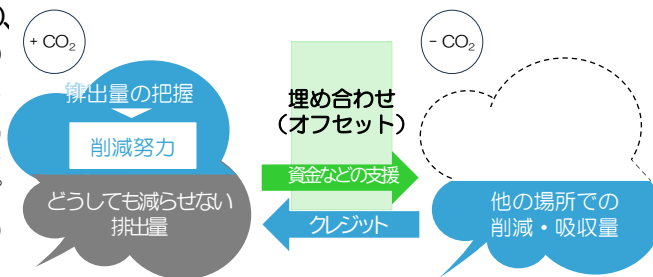 + CO₂
排出量の把握
削減努力
どうしても減らせない
排出量
埋め合わせ
（オフセット）
資金などの支援
クレジット
- CO₂
他の場所での
削減・吸収量